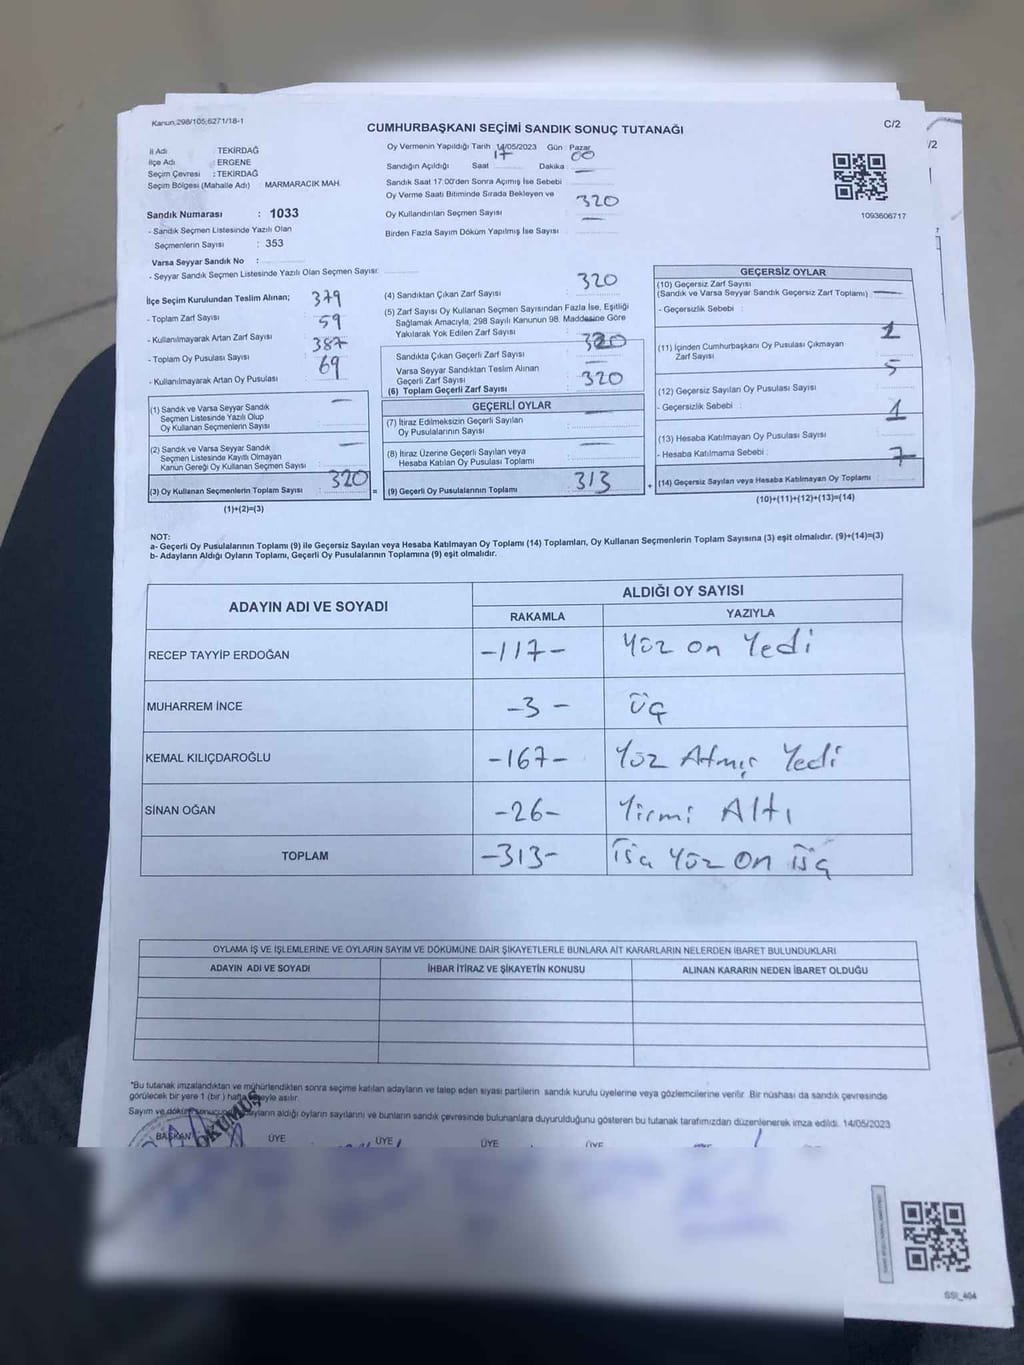 Kanun:298/105;6271/18-1
C/2
/2
CUMHURBAŞKANI SEÇİMİ SANDIK SONUÇ TUTANAĞI
İl Adı : TEKİRDAĞ
İlçe Adı : ERGENE
Seçim Çevresi : TEKİRDAĞ
Seçim Bölgesi (Mahalle Adı) : MARMARACIK MAH.
Sandık Numarası : 1033
- Sandık Seçmen Listesinde Yazılı Olan
Seçmenlerin Sayısı : 353
Varsa Seyyar Sandık No :
- Seyyar Sandık Seçmen Listesinde Yazılı Olan Seçmen Sayısı:
Oy Vermenin Yapıldığı Tarih 14/05/2023 Gün : Pazar
Sandığın Açıldığı Saat 17 Dakika 00
Sandık Saat 17:00'den Sonra Açımış İse Sebebi
Oy Verme Saati Bitiminde Sırada Bekleyen ve
Oy Kullandırılan Seçmen Sayısı 320
Birden Fazla Sayım Döküm Yapılmış İse Sayısı
1093606717
İlçe Seçim Kurulundan Teslim Alınan;
- Toplam Zarf Sayısı 379
- Kullanılmayarak Artan Zarf Sayısı 59
- Toplam Oy Pusulası Sayısı 387
- Kullanılmayarak Artan Oy Pusulası 69
(1) Sandık ve Varsa Seyyar Sandık
Seçmen Listesinde Yazılı Olup
Oy Kullanan Seçmenlerin Sayısı
(2) Sandık ve Varsa Seyyar Sandık
Seçmen Listesinde Kayıtlı Olmayan
Kanun Gereği Oy Kullanan Seçmen Sayısı
(3) Oy Kullanan Seçmenlerin Toplam Sayısı 320 =
(1)+(2)=(3)
(4) Sandıktan Çıkan Zarf Sayısı 320
(5) Zarf Sayısı Oy Kullanan Seçmen Sayısından Fazla İse, Eşitliği
Sağlamak Amacıyla, 298 Sayılı Kanunun 98. Maddesine Göre
Yakılarak Yok Edilen Zarf Sayısı
Sandıkta Çıkan Geçerli Zarf Sayısı 320
Varsa Seyyar Sandıktan Teslim Alınan
Geçerli Zarf Sayısı
(6) Toplam Geçerli Zarf Sayısı 320
GEÇERLİ OYLAR
(7) İtiraz Edilmeksizin Geçerli Sayılan
Oy Pusulalarının Sayısı
(8) İtiraz Üzerine Geçerli Sayılan veya
Hesaba Katılan Oy Pusulası Toplamı
(9) Geçerli Oy Pusulalarının Toplamı 313 +
GEÇERSİZ OYLAR
(10) Geçersiz Zarf Sayısı
(Sandık ve Varsa Seyyar Sandık Geçersiz Zarf Toplamı)
- Geçersizlik Sebebi :
(11) İçinden Cumhurbaşkanı Oy Pusulası Çıkmayan
Zarf Sayısı 1
(12) Geçersiz Sayılan Oy Pusulası Sayısı 5
- Geçersizlik Sebebi :
(13) Hesaba Katılmayan Oy Pusulası Sayısı 1
- Hesaba Katılmama Sebebi :
(14) Geçersiz Sayılan veya Hesaba Katılmayan Oy Toplamı 7
(10)+(11)+(12)+(13)=(14)
NOT:
a- Geçerli Oy Pusulalarının Toplamı (9) ile Geçersiz Sayılan veya Hesaba Katılmayan Oy Toplamı (14) Toplamları, Oy Kullanan Seçmenlerin Toplam Sayısına (3) eşit olmalıdır. (9)+(14)=(3)
b- Adayların Aldığı Oyların Toplamı, Geçerli Oy Pusulalarının Toplamına (9) eşit olmalıdır.
ADAYIN ADI VE SOYADI ALDIĞI OY SAYISI
RAKAMLA YAZIYLA
RECEP TAYYİP ERDOĞAN -117- Yüz on Yedi
MUHARREM İNCE -3- Üç
KEMAL KILIÇDAROĞLU -167- Yüz Atmış Yedi
SİNAN OĞAN -26- Yirmi Altı
TOPLAM -313- Üç Yüz On Üç
OYLAMA İŞ VE İŞLEMLERİNE VE OYLARIN SAYIM VE DÖKÜMÜNE DAİR ŞİKAYETLERLE BUNLARA AİT KARARLARIN NELERDEN İBARET BULUNDUKLARI
ADAYIN ADI VE SOYADI İHBAR İTİRAZ VE ŞİKAYETİN KONUSU ALINAN KARARIN NEDEN İBARET OLDUĞU
*Bu tutanak imzalandıktan ve mühürlendikten sonra seçime katılan adayların ve talep eden siyasi partilerin sandık kurulu üyelerine veya gözlemcilerine verilir. Bir nüshası da sandık çevresinde
görülecek bir yere 1 (bir) hafta süreyle asılır.
Sayım ve döküm sonucunda adayların aldığı oyların sayılarını ve bunların sandık çevresinde bulunanlara duyurulduğunu gösteren bu tutanak tarafımızdan düzenlenerek imza edildi. 14/05/2023
BAŞKAN ÜYE ÜYE ÜYE ÜYE
SSI_404